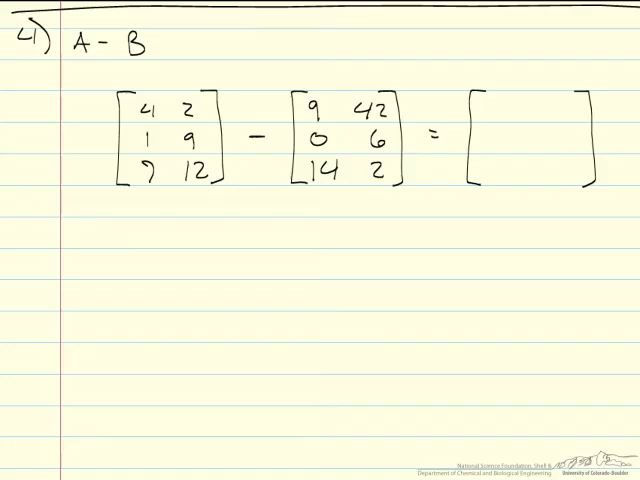 4) A - B
[4 2] - [9 42] = [ ]
[1 9] [0 6]
[7 12] [14 2]
National Science Foundation, Shell &
Department of Chemical and Biological Engineering
University of Colorado-Boulder